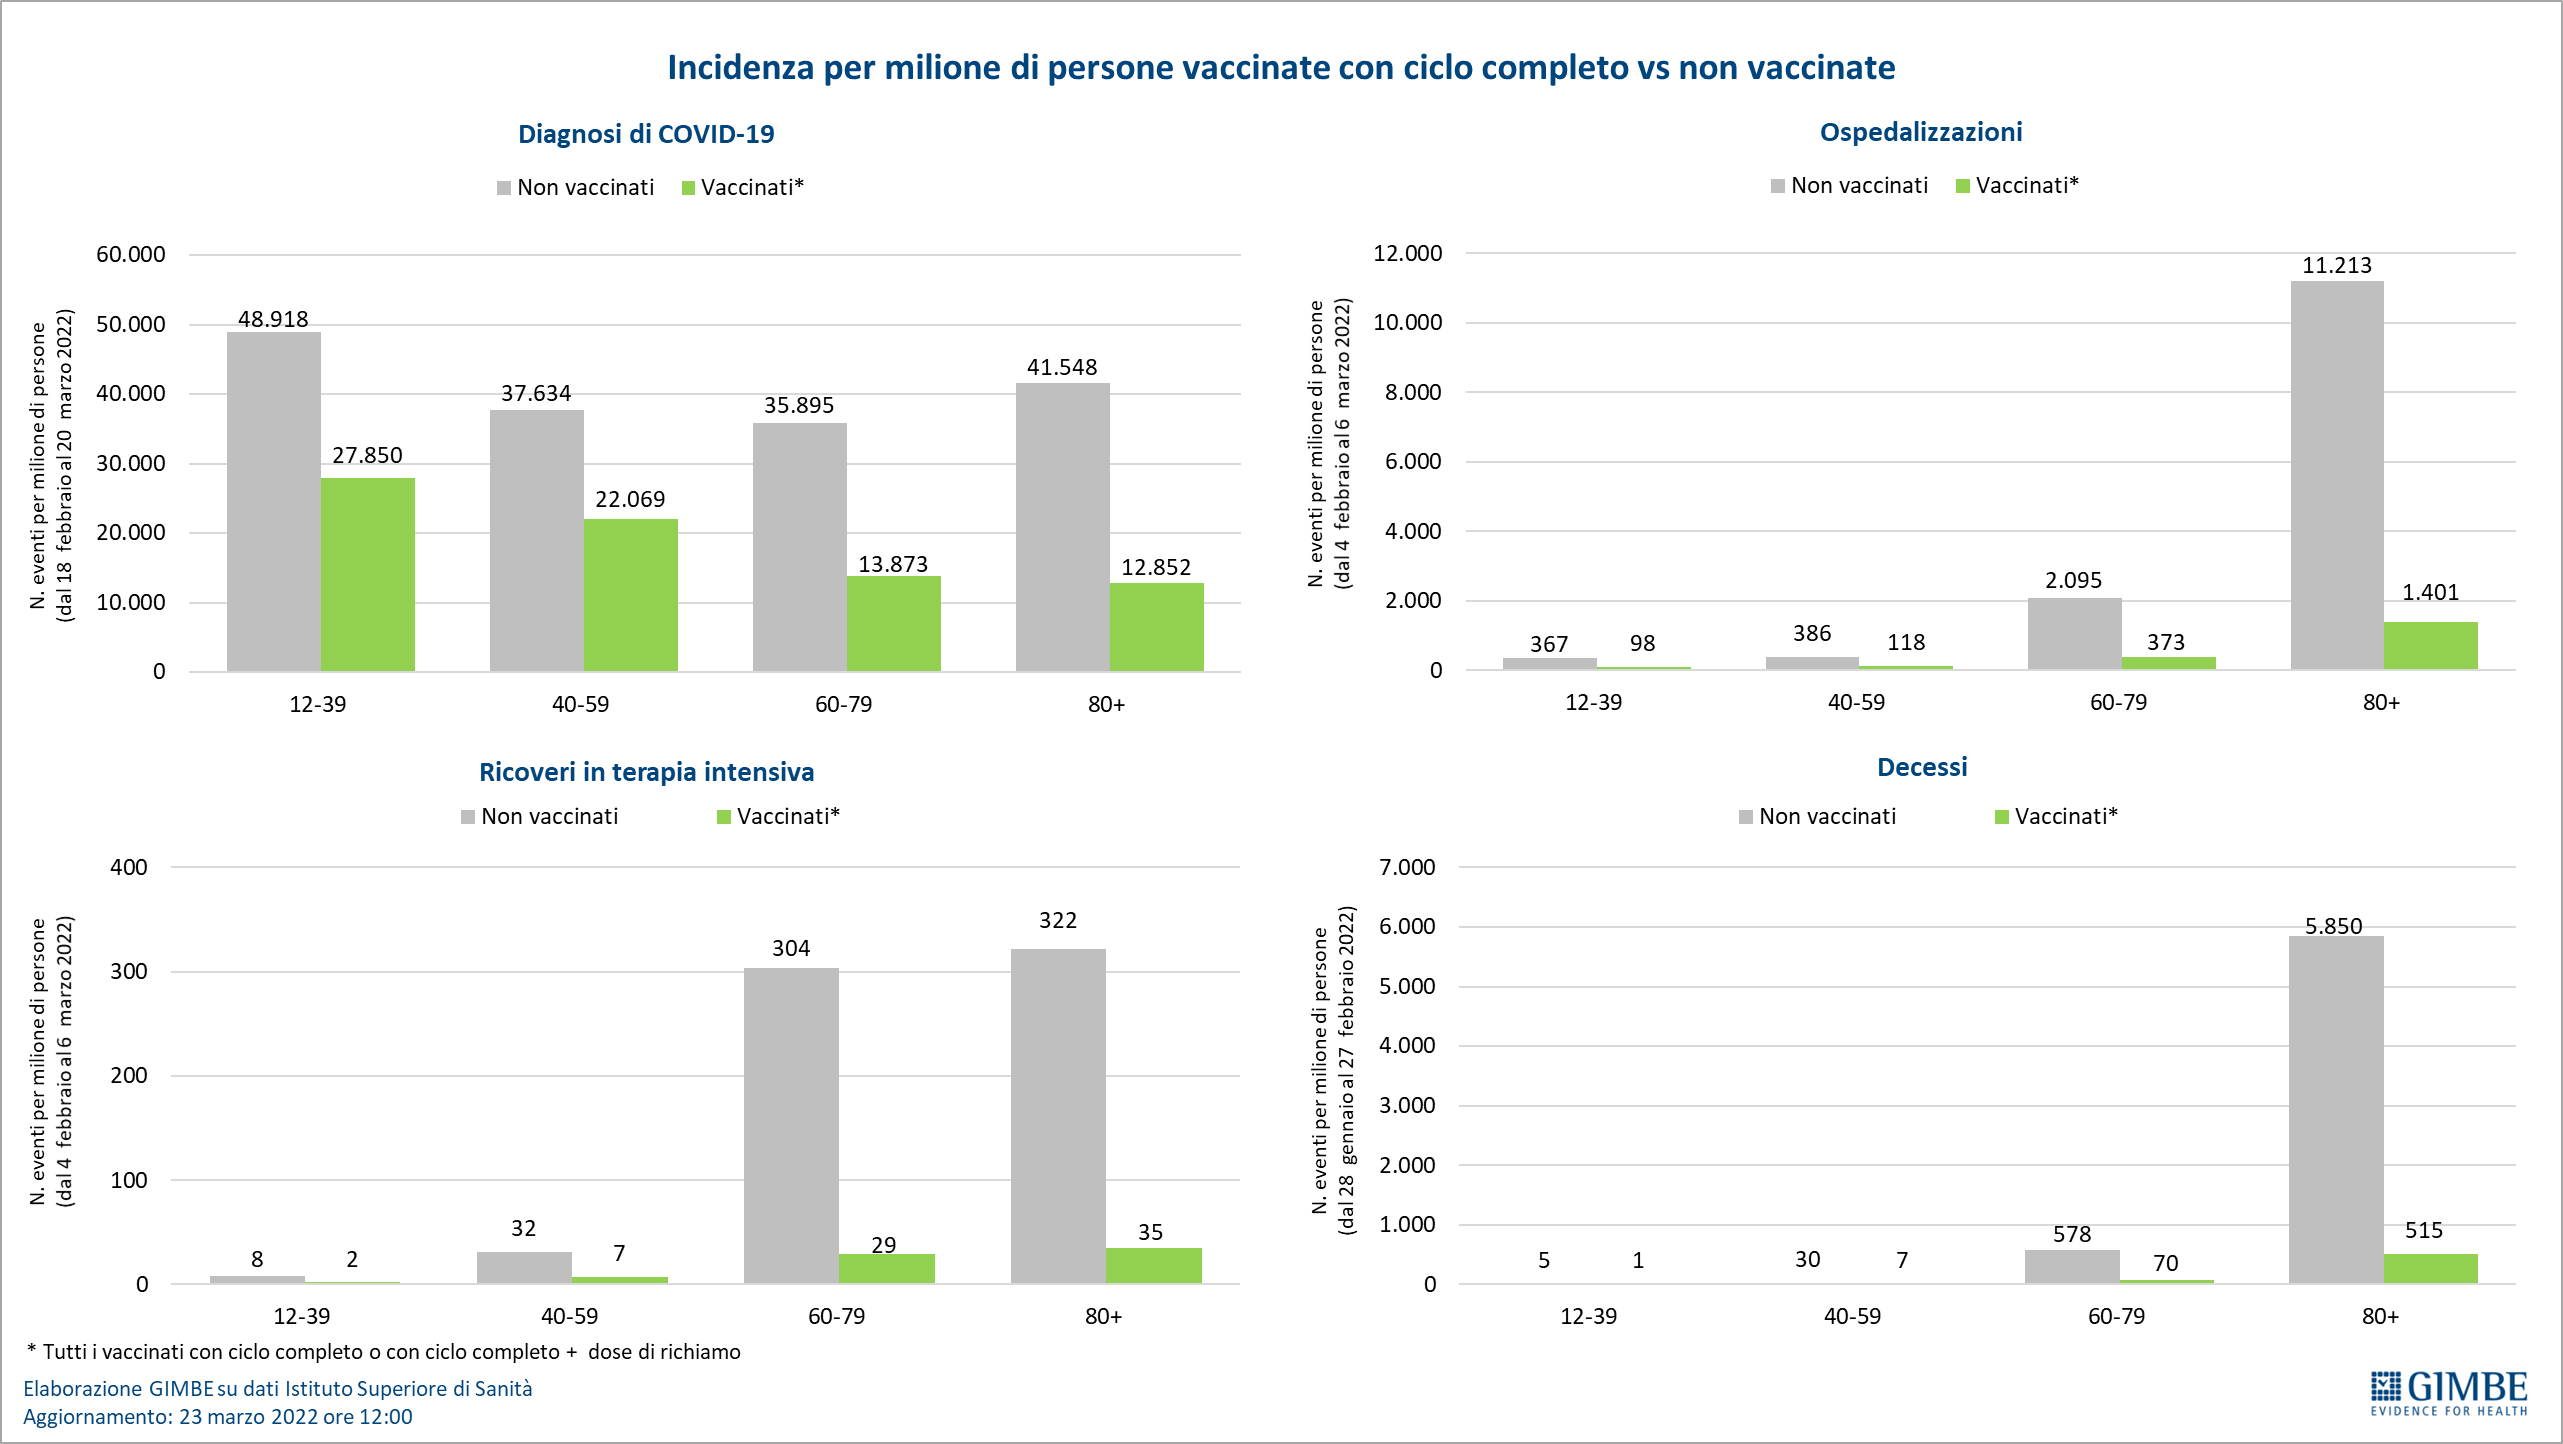 Incidenza per milione di persone vaccinate con ciclo completo vs non vaccinate
Diagnosi di COVID-19
Non vaccinati Vaccinati*
N. eventi per milione di persone
(dal 18 febbraio al 20 marzo 2022)
60.000
50.000
40.000
30.000
20.000
10.000
0
48.918
27.850
37.634
22.069
35.895
13.873
41.548
12.852
12-39 40-59 60-79 80+
Ospedalizzazioni
Non vaccinati Vaccinati*
N. eventi per milione di persone
(dal 4 febbraio al 6 marzo 2022)
12.000
10.000
8.000
6.000
4.000
2.000
0
367
98
386
118
2.095
373
11.213
1.401
12-39 40-59 60-79 80+
Ricoveri in terapia intensiva
Non vaccinati Vaccinati*
N. eventi per milione di persone
(dal 4 febbraio al 6 marzo 2022)
400
300
200
100
0
8
2
32
7
304
29
322
35
12-39 40-59 60-79 80+
Decessi
Non vaccinati Vaccinati*
N. eventi per milione di persone
(dal 28 gennaio al 27 febbraio 2022)
7.000
6.000
5.000
4.000
3.000
2.000
1.000
0
5
1
30
7
578
70
5.850
515
12-39 40-59 60-79 80+
* Tutti i vaccinati con ciclo completo o con ciclo completo + dose di richiamo
Elaborazione GIMBE su dati Istituto Superiore di Sanità
Aggiornamento: 23 marzo 2022 ore 12:00
GIMBE
EVIDENCE FOR HEALTH